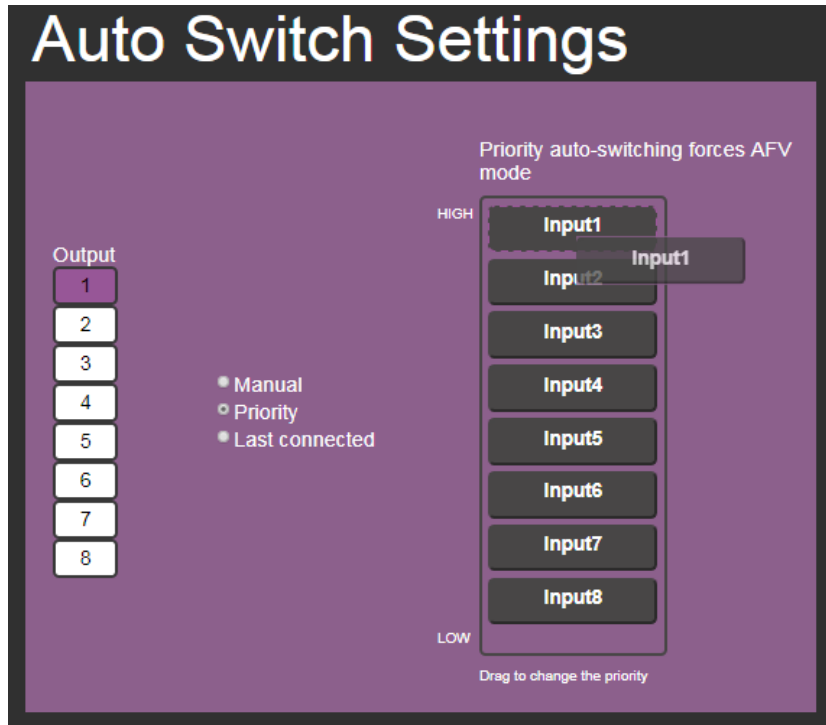 Auto Switch Settings
Priority auto-switching forces AFV
mode
HIGH
Input1
Input1
Output
1
Input2
2
Input3
3
Manual
Input4
4
Priority
Last connected
Input5
5
6
Input6
7
Input7
8
Input8
LOW
Drag to change the priority